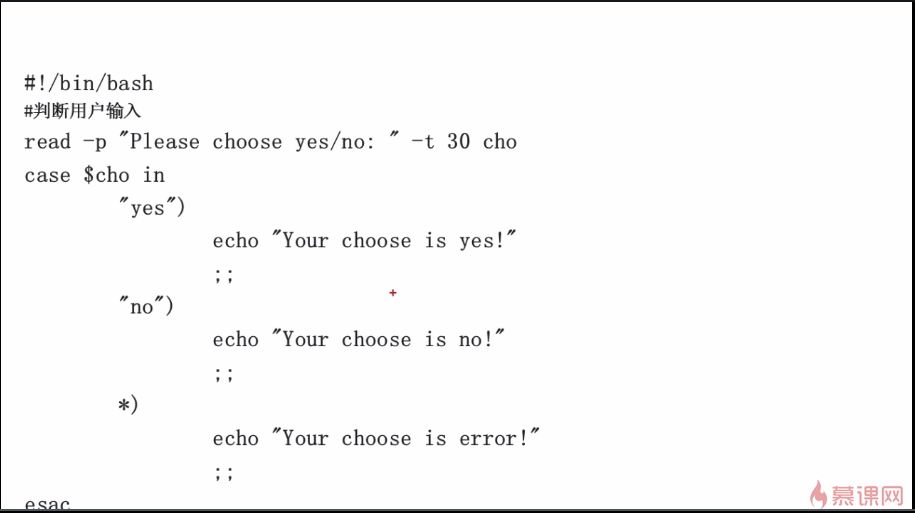 #!/bin/bash
#判断用户输入
read -p "Please choose yes/no: " -t 30 cho
case $cho in
"yes")
echo "Your choose is yes!"
;;
"no")
echo "Your choose is no!"
;;
*)
echo "Your choose is error!"
;;
esac
慕课网